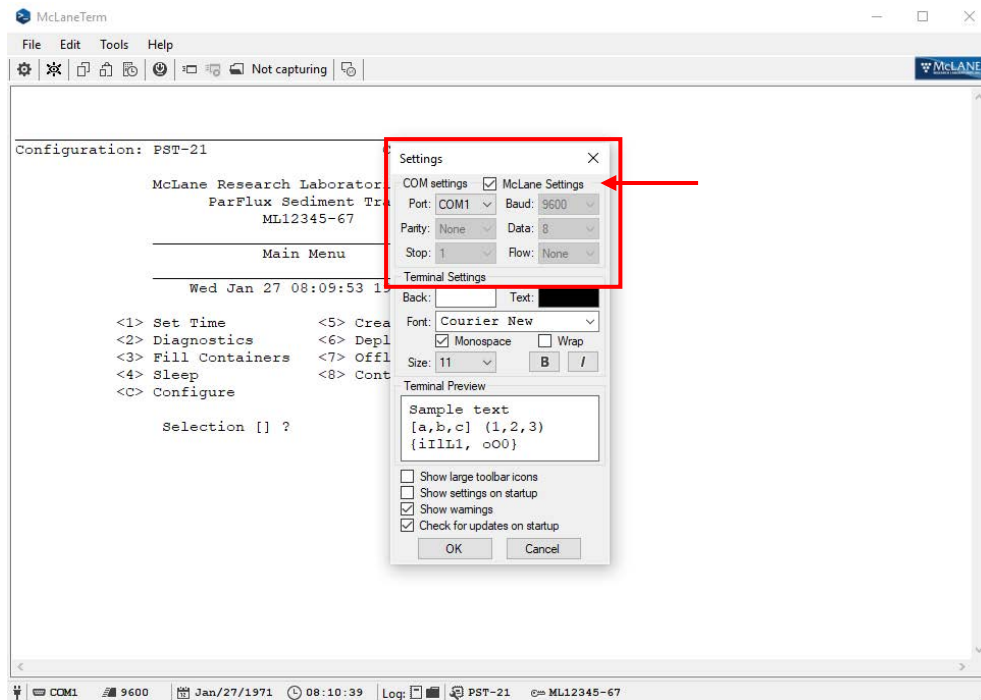 McLaneTerm
File Edit Tools Help
Not capturing
McLANE
Configuration: PST-21
McLane Research Laboratori
ParFlux Sediment Tra
ML12345-67
Main Menu
Wed Jan 27 08:09:53 19
<1> Set Time <5> Crea
<2> Diagnostics <6> Depl
<3> Fill Containers <7> Offl
<4> Sleep <8> Cont
<C> Configure
Selection [] ?
Settings
COM settings McLane Settings
Port: COM1 Baud: 9600
Parity: None Data: 8
Stop: 1 Flow: None
Terminal Settings
Back: Text:
Font: Courier New
Monospace Wrap
Size: 11 B I
Terminal Preview
Sample text
[a,b,c] (1,2,3)
{iIlL1, oO0}
Show large toolbar icons
Show settings on startup
Show warnings
Check for updates on startup
OK Cancel
COM1 9600 Jan/27/1971 08:10:39 Log: PST-21 ML12345-67